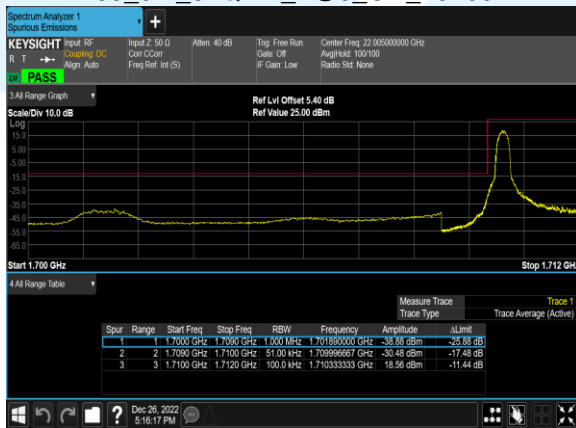 Spectrum Analyzer 1
Spurious Emissions
+
KEYSIGHT
R T
PASS
Input: RF
Coupling: DC
Align: Auto
Input Z: 50 Ω
Corr CCorr
Freq Ref: Int (S)
Atten: 40 dB
Trig: Free Run
Gate: Off
IF Gain: Low
Center Freq: 22.005000000 GHz
Avg|Hold: 100/100
Radio Std: None
3 All Range Graph
Scale/Div 10.0 dB
Ref Lvl Offset 5.40 dB
Ref Value 25.00 dBm
Log
15.0
5.00
-5.00
-15.0
-25.0
-35.0
-45.0
-55.0
-65.0
Start 1.700 GHz
Stop 1.712 GHz
4 All Range Table
Measure Trace Trace 1
Trace Type Trace Average (Active)
Spur Range Start Freq Stop Freq RBW Frequency Amplitude ΔLimit
1 1 1.7000 GHz 1.7090 GHz 1.000 MHz 1.701890000 GHz -38.88 dBm -25.88 dB
2 2 1.7090 GHz 1.7100 GHz 51.00 kHz 1.709996667 GHz -30.48 dBm -17.48 dB
3 3 1.7100 GHz 1.7120 GHz 100.0 kHz 1.710333333 GHz 18.56 dBm -11.44 dB
?
Dec 26, 2022
5:16:17 PM